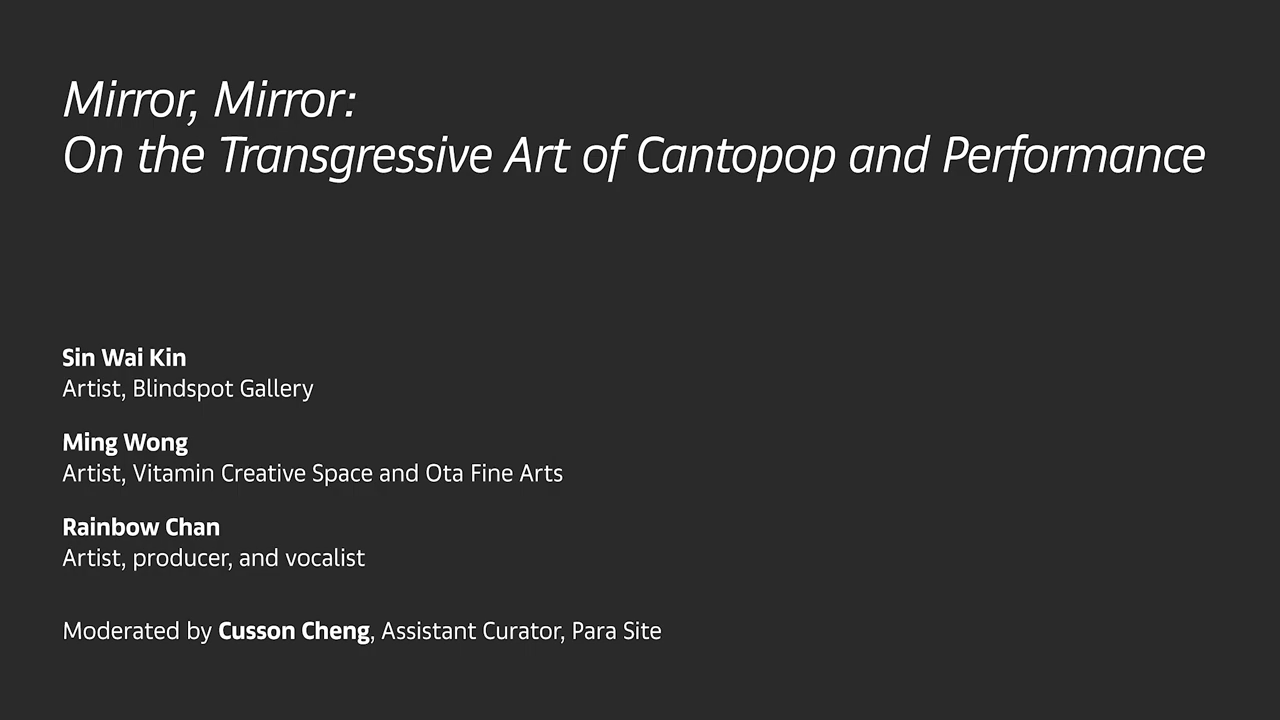 Mirror, Mirror:
On the Transgressive Art of Cantopop and Performance
Sin Wai Kin
Artist, Blindspot Gallery
Ming Wong
Artist, Vitamin Creative Space and Ota Fine Arts
Rainbow Chan
Artist, producer, and vocalist
Moderated by Cusson Cheng, Assistant Curator, Para Site